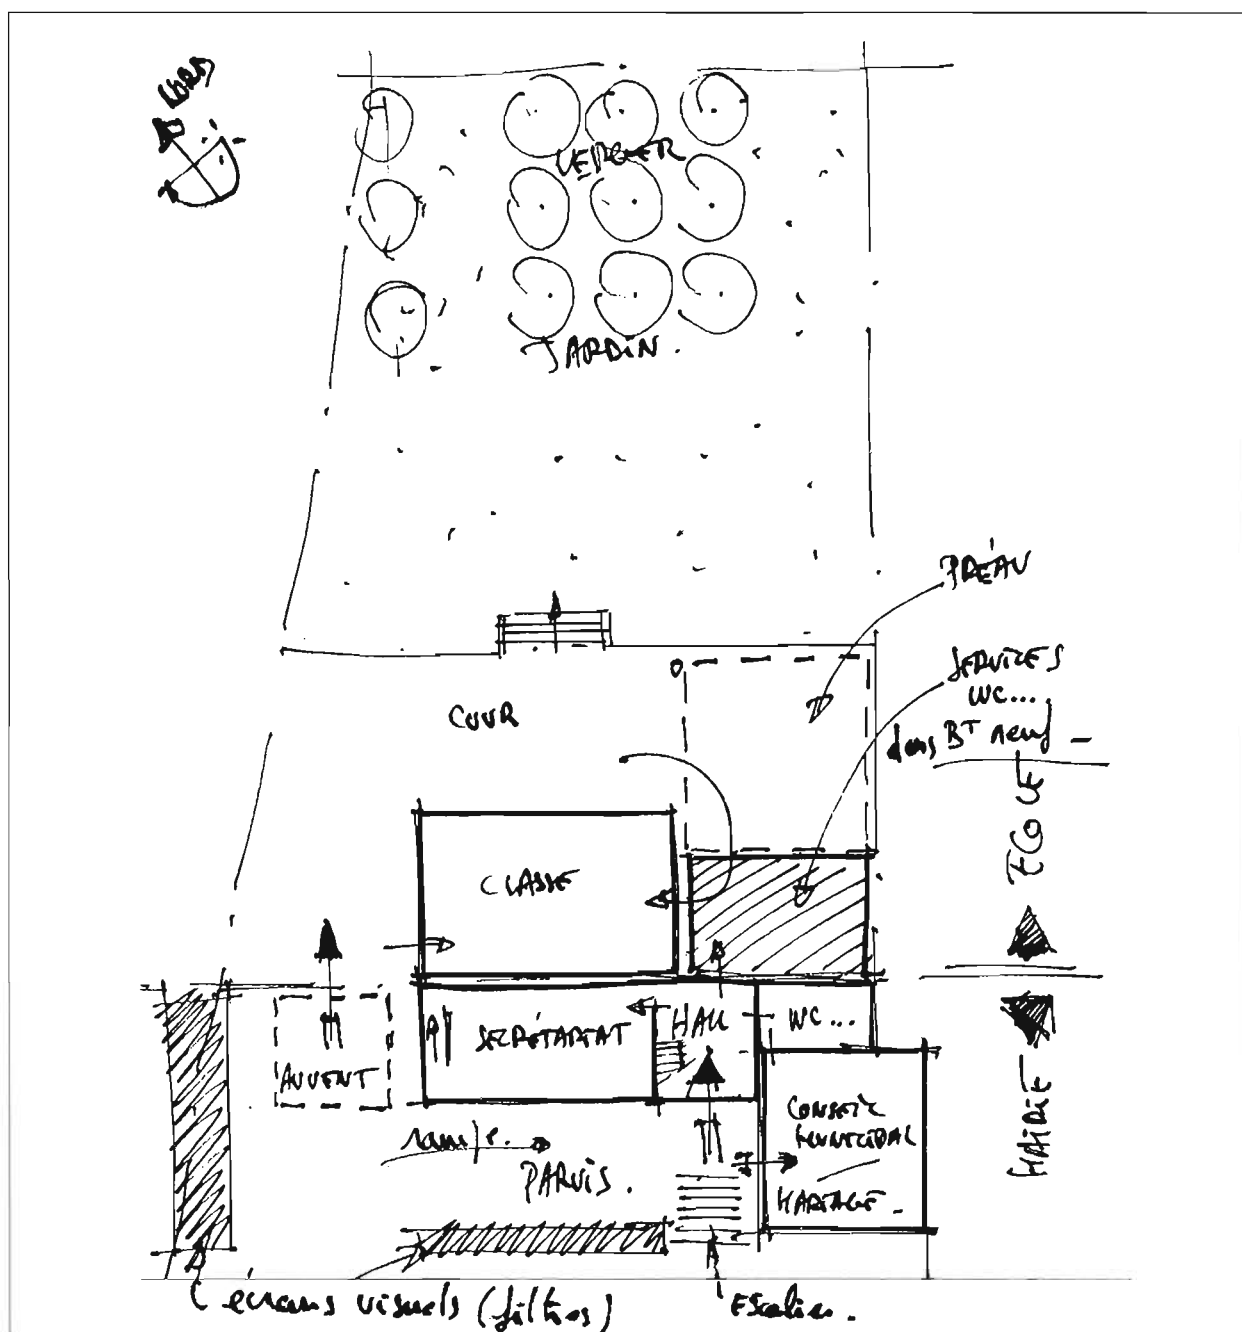 NORD
VERGER
JARDIN.
PRÉAU
SERVICES
WC...
dans BT neuf
COUR
ECOLE
CLASSE
SECRÉTARIAT
HALL
WC...
AUVENT
MAIRIE
CONSEIL
MUNICIPAL
MARIAGE
rampe.
PARVIS.
écrans visuels (filtres)
Escalier.